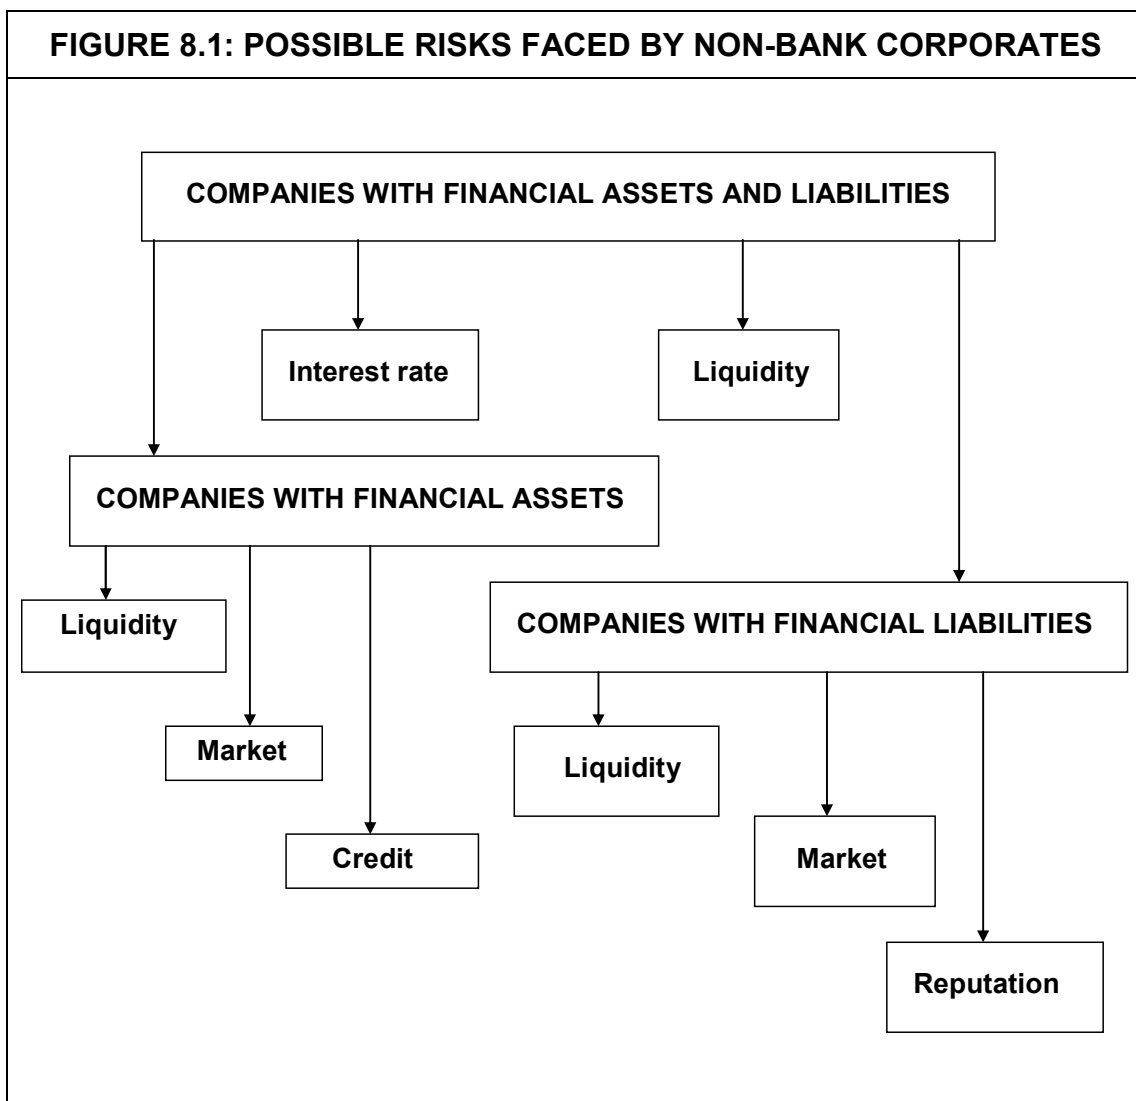 FIGURE 8.1: POSSIBLE RISKS FACED BY NON-BANK CORPORATES
COMPANIES WITH FINANCIAL ASSETS AND LIABILITIES
Interest rate
Liquidity
COMPANIES WITH FINANCIAL ASSETS
Liquidity
COMPANIES WITH FINANCIAL LIABILITIES
Market
Liquidity
Credit
Market
Reputation